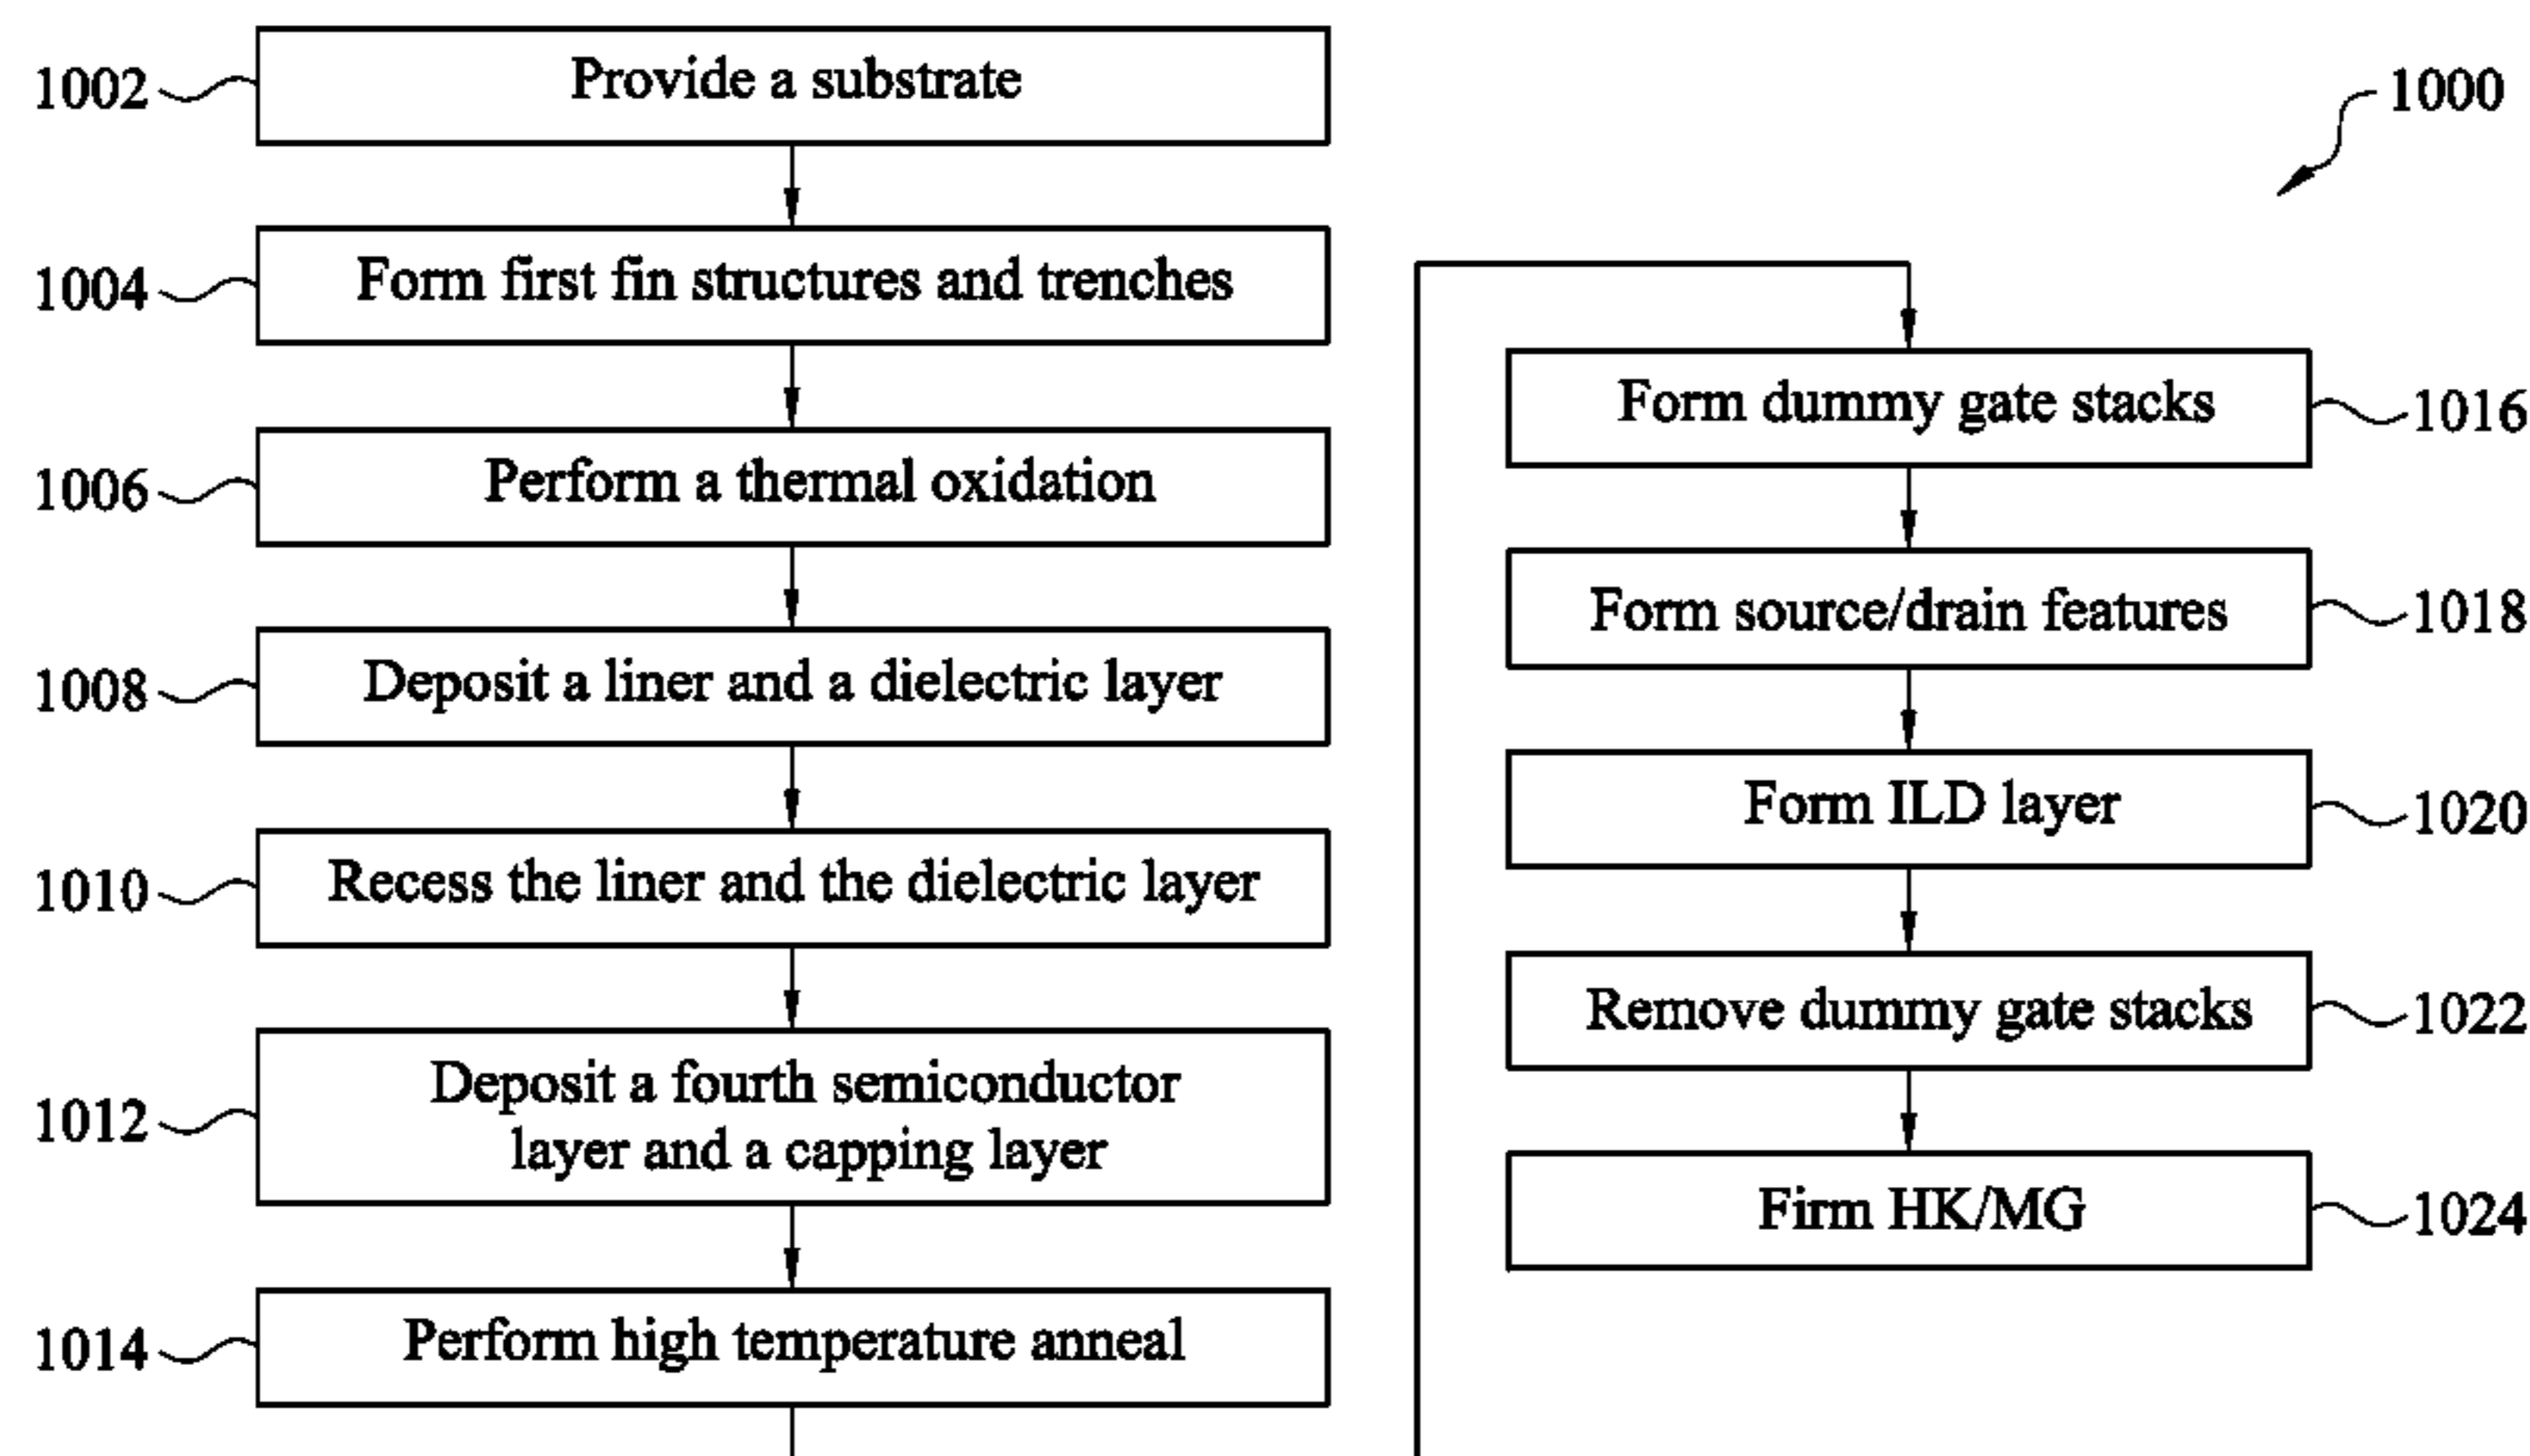 1000
1002
Provide a substrate
1004
Form first fin structures and trenches
1006
Perform a thermal oxidation
1008
Deposit a liner and a dielectric layer
1010
Recess the liner and the dielectric layer
1012
Deposit a fourth semiconductor
layer and a capping layer
1014
Perform high temperature anneal
Form dummy gate stacks
1016
Form source/drain features
1018
Form ILD layer
1020
Remove dummy gate stacks
1022
Firm HK/MG
1024